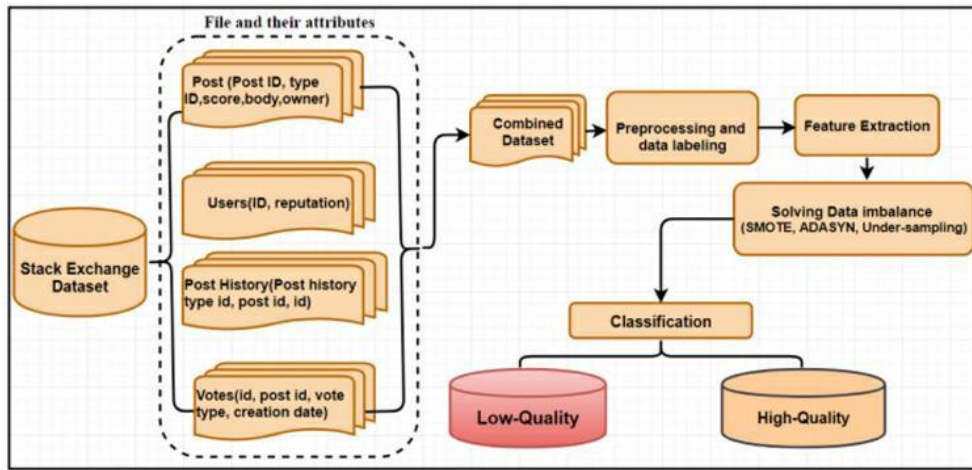 File and their attributes
Post (Post ID, type
ID,score,body,owner)
Users(ID, reputation)
Post History(Post history
type id, post id, id)
Votes(id, post id, vote
type, creation date)
Stack Exchange
Dataset
Combined
Dataset
Preprocessing and
data labeling
Feature Extraction
Solving Data imbalance
(SMOTE, ADASYN, Under-sampling)
Classification
Low-Quality
High-Quality